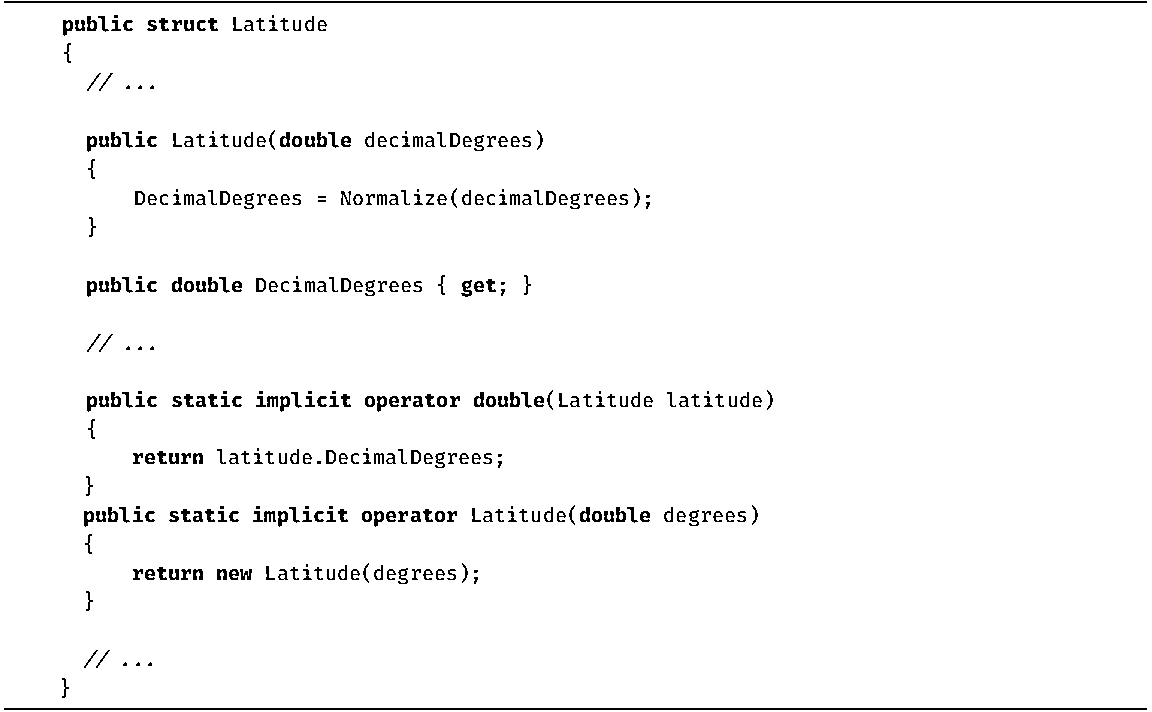 public struct Latitude
{
// ...
public Latitude(double decimalDegrees)
{
DecimalDegrees = Normalize(decimalDegrees);
}
public double DecimalDegrees { get; }
// ...
public static implicit operator double(Latitude latitude)
{
return latitude.DecimalDegrees;
}
public static implicit operator Latitude(double degrees)
{
return new Latitude(degrees);
}
// ...
}